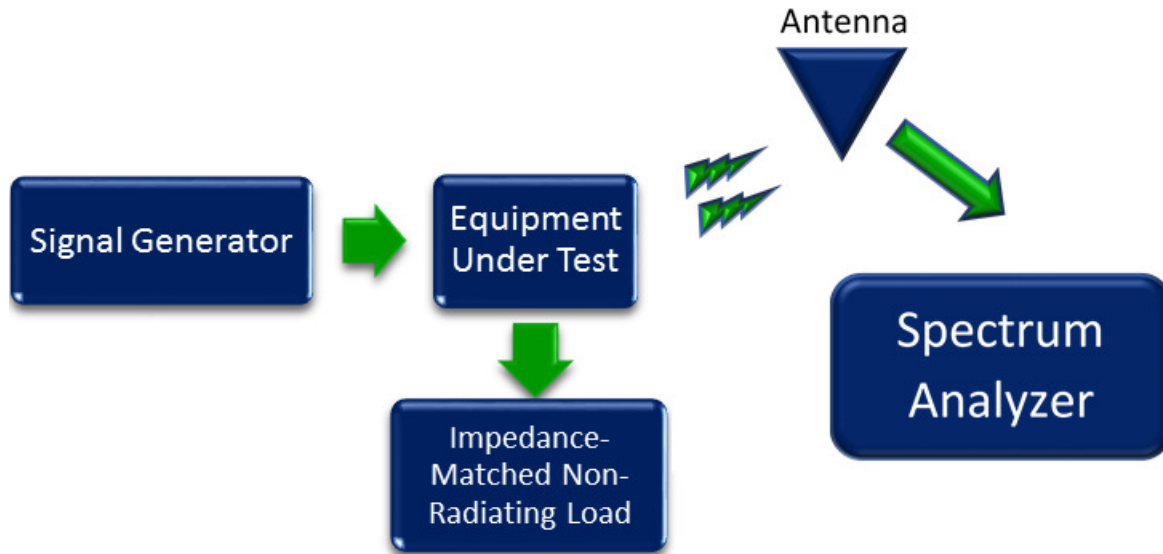 Antenna
Signal Generator
Equipment
Under Test
Spectrum
Analyzer
Impedance-
Matched Non-
Radiating Load